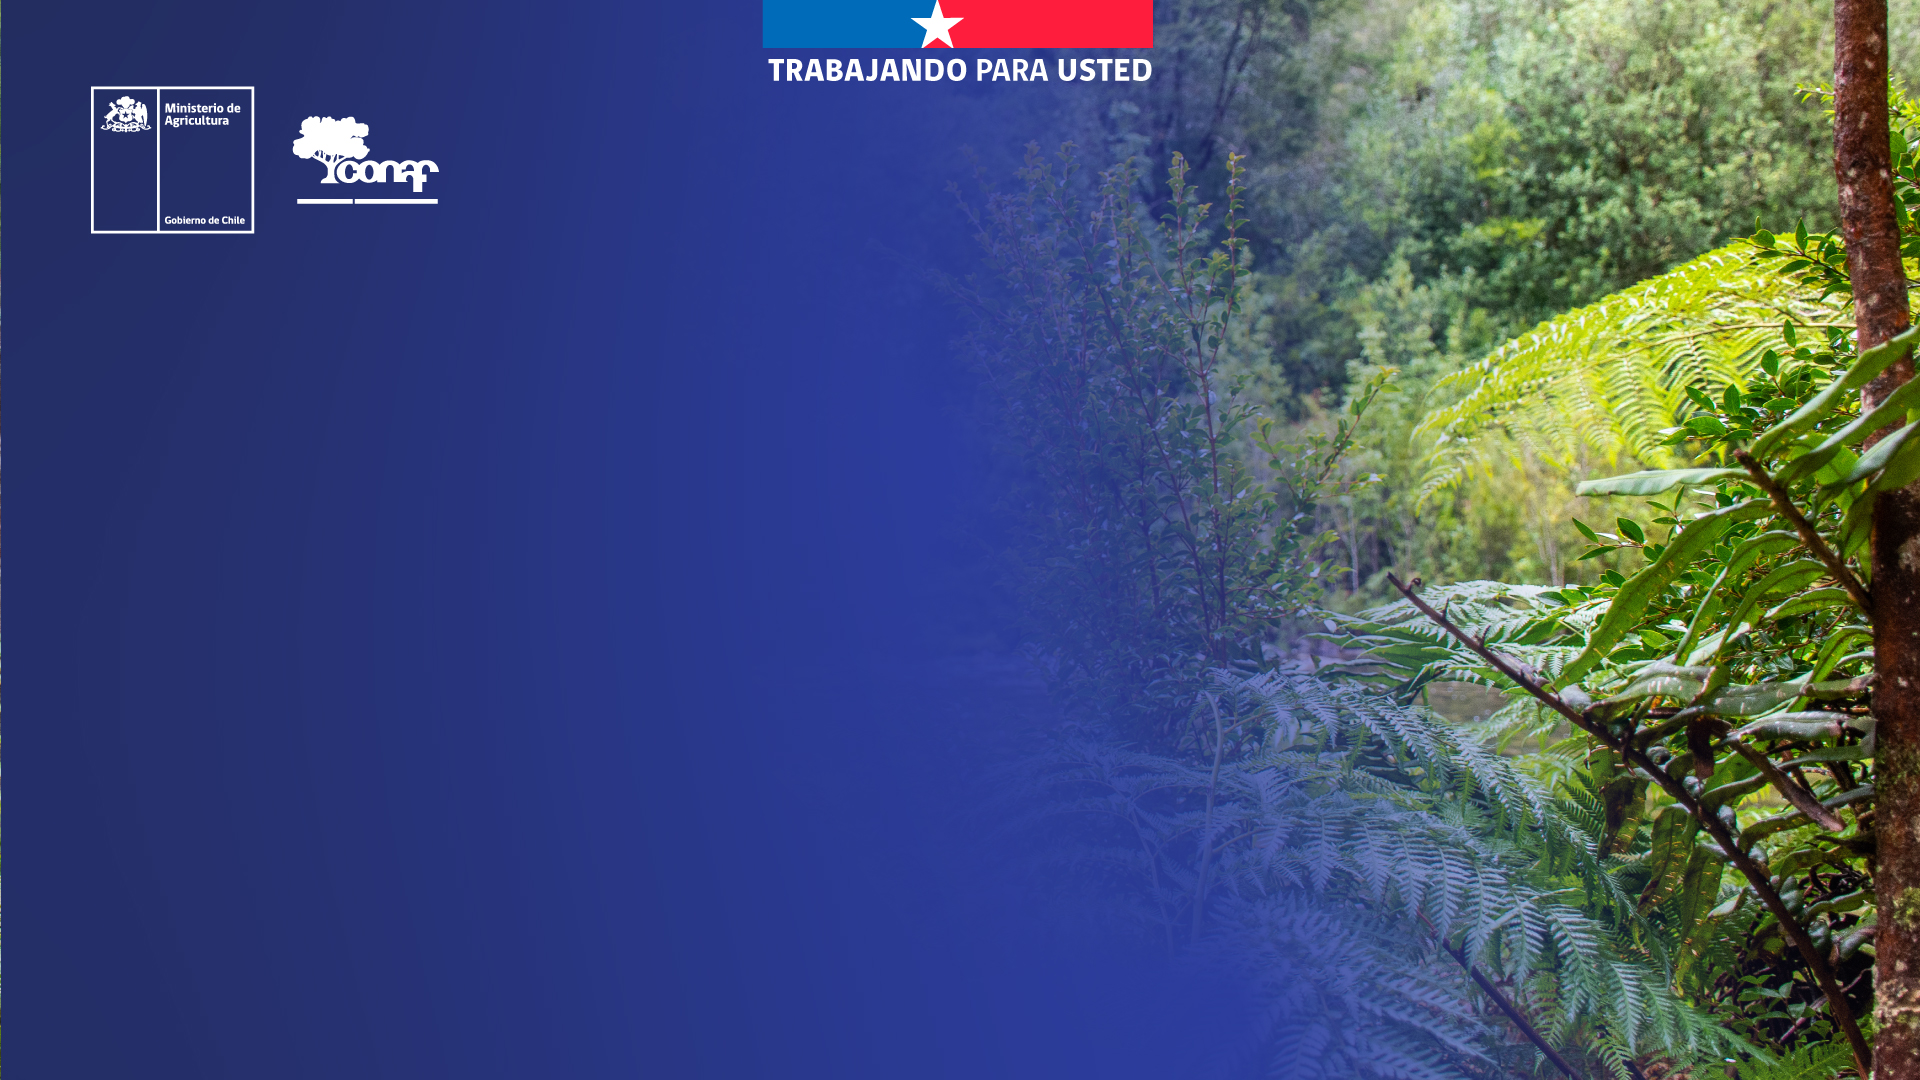 TRABAJANDO PARA USTED
Ministerio de
Agricultura
Gobierno de Chile
conaf